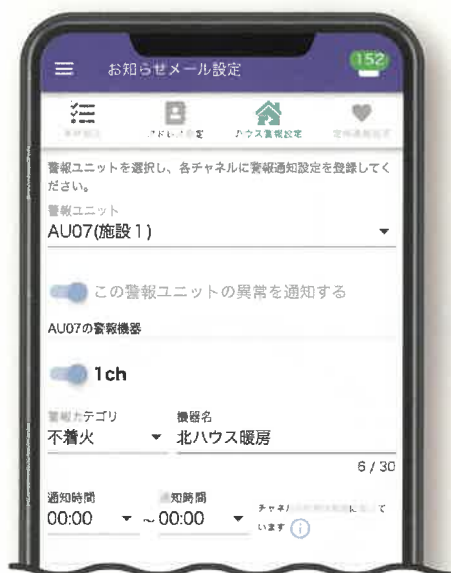 お知らせメール設定
152
ハウス警報設定
警報ユニットを選択し、各チャネルに警報通知設定を登録してく
ださい。
警報ユニット
AU07(施設1)
この警報ユニットの異常を通知する
AU07の警報機器
1ch
警報カテゴリ 機器名
不着火 北ハウス暖房
6 / 30
通知時間 通知時間
00:00 ~ 00:00
います